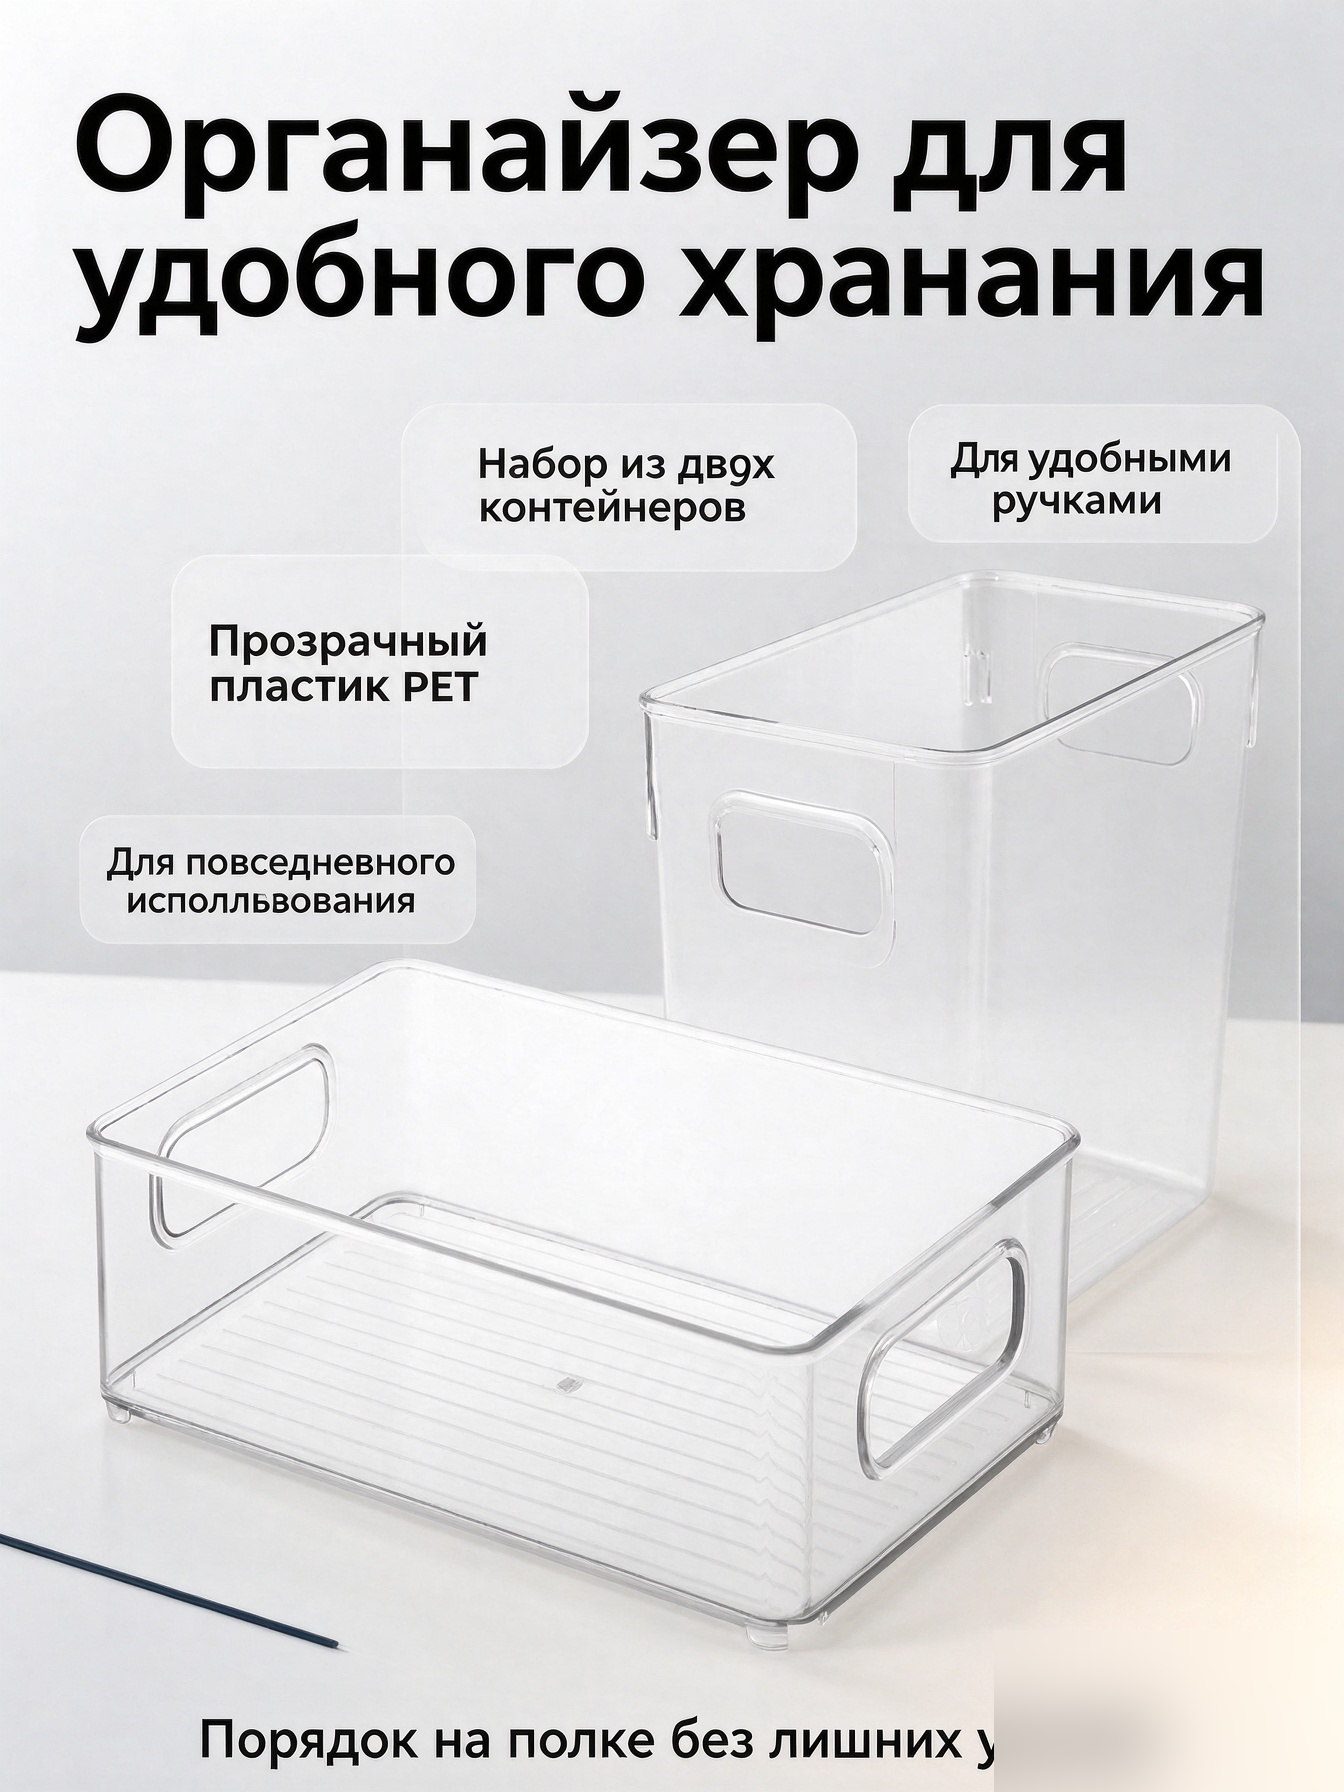 Органайзер для
удобного хранания
Набор из двgх
контейнеров
Для удобными
ручками
Прозрачный
пластик PET
Для повседневного
исполльвования
Порядок на полке без лишних